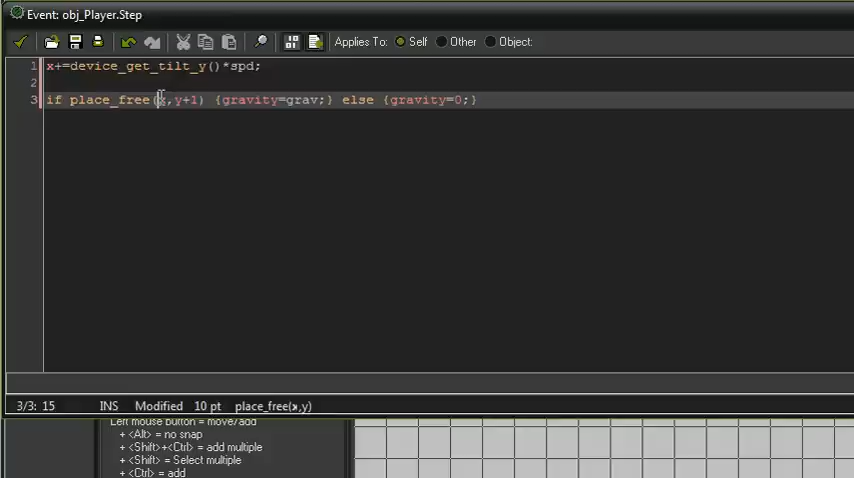 Event: obj_Player.Step
Applies To: Self Other Object:
1 x+=device_get_tilt_y()*spd;
2
3 if place_free(x,y+1) {gravity=grav;} else {gravity=0;}
3/3: 15 INS Modified 10 pt place_free(x,y)
Left mouse button = move/add
+ <Alt> = no snap
+ <Shift>+<Ctrl> = add multiple
+ <Shift> = Select multiple
+ <Ctrl> = add